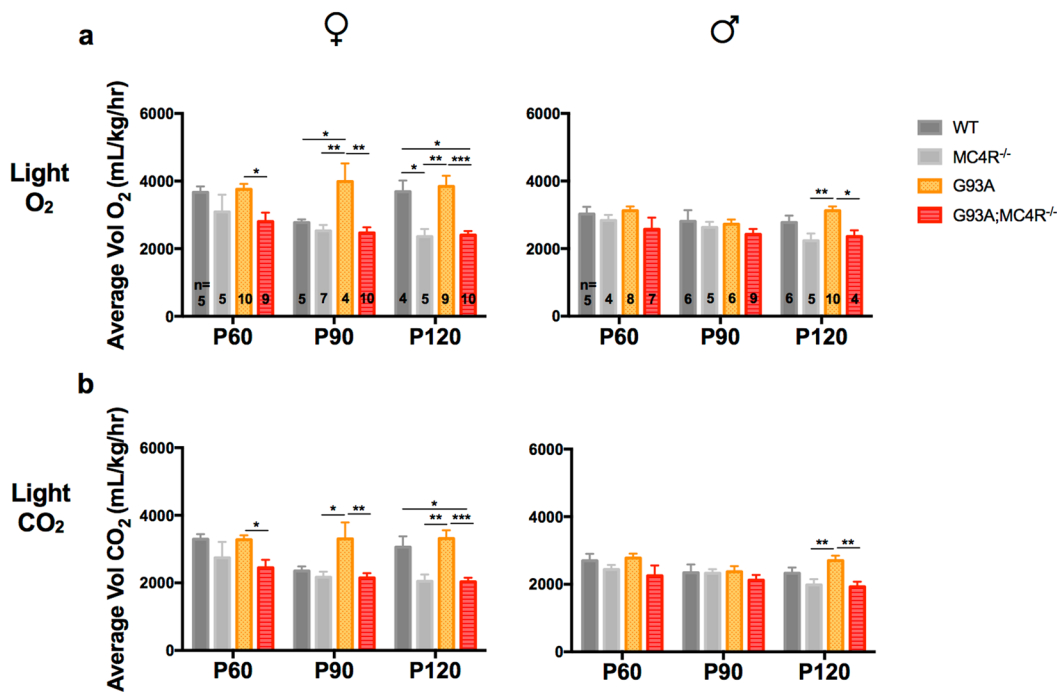 a
♀
♂
Light
O₂
Average Vol O₂ (mL/kg/hr)
6000
4000
2000
0
*
*
** **
*
* ** ***
n=
5 5 10 9
5 7 4 10
4 5 9 10
P60 P90 P120
6000
4000
2000
0
** *
n=
5 4 8 7
6 5 6 9
6 5 10 4
P60 P90 P120
WT
MC4R⁻/⁻
G93A
G93A;MC4R⁻/⁻
b
Light
CO₂
Average Vol CO₂ (mL/kg/hr)
6000
4000
2000
0
*
* **
*
** ***
P60 P90 P120
6000
4000
2000
0
** **
P60 P90 P120